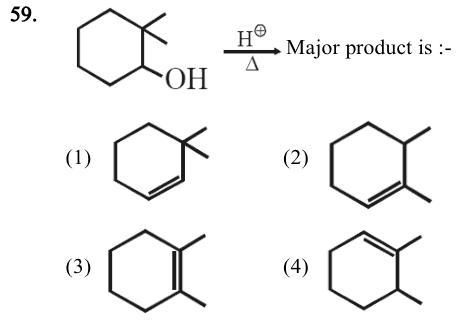 59.
OH
H⊕
Δ
Major product is :-
(1)
(2)
(3)
(4)